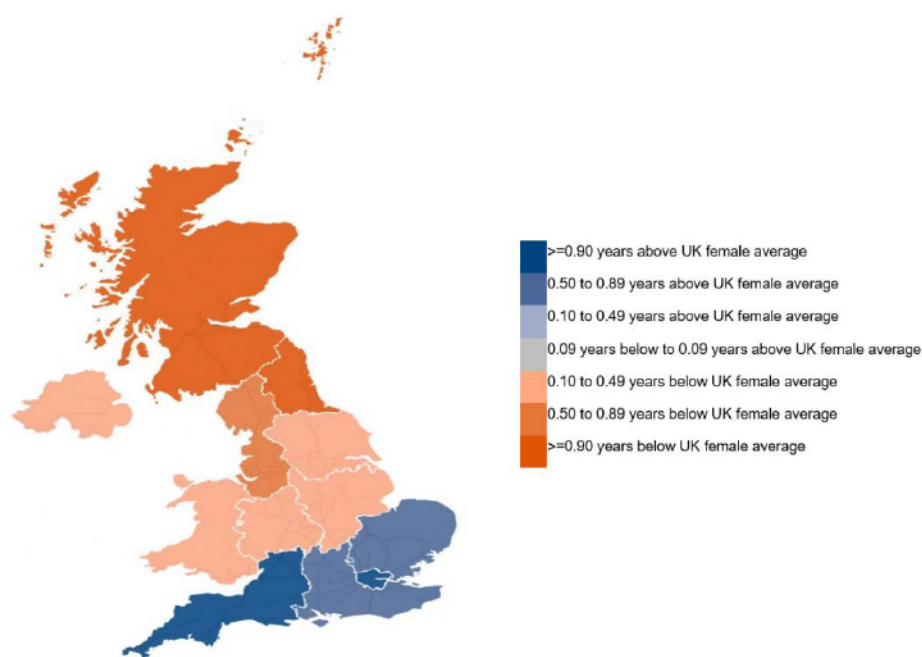 >=0.90 years above UK female average
0.50 to 0.89 years above UK female average
0.10 to 0.49 years above UK female average
0.09 years below to 0.09 years above UK female average
0.10 to 0.49 years below UK female average
0.50 to 0.89 years below UK female average
>=0.90 years below UK female average